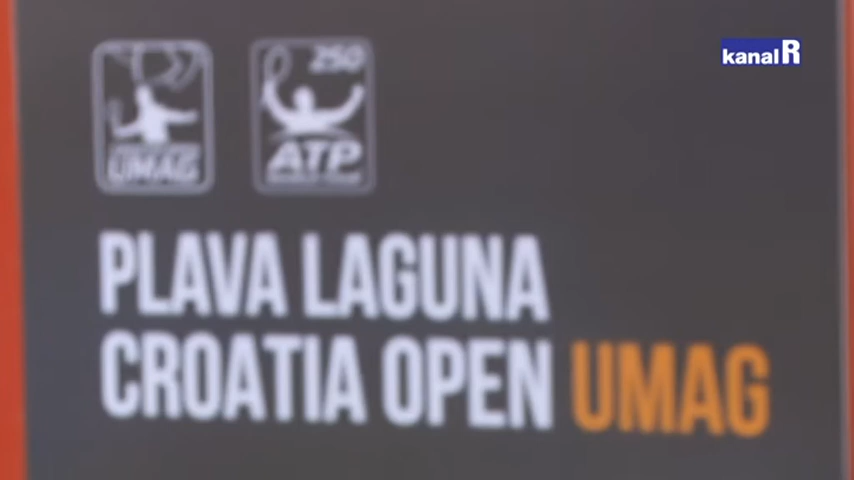 kanal R
UMAG
250
ATP
PLAVA LAGUNA
CROATIA OPEN UMAG